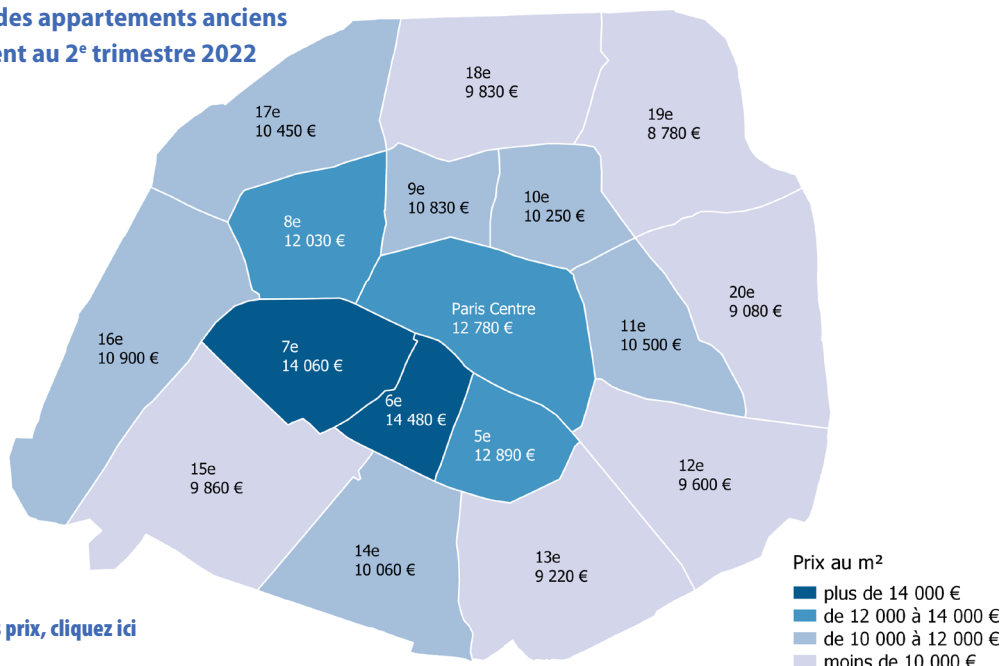 des appartements anciens
ent au 2e trimestre 2022
18e
9 830 €
17e
10 450 €
19e
8 780 €
9e
10 830 €
10e
10 250 €
8e
12 030 €
20e
9 080 €
Paris Centre
12 780 €
11e
10 500 €
16e
10 900 €
7e
14 060 €
6e
14 480 €
5e
12 890 €
15e
9 860 €
12e
9 600 €
14e
10 060 €
13e
9 220 €
Prix au m²
plus de 14 000 €
de 12 000 à 14 000 €
de 10 000 à 12 000 €
moins de 10 000 €
prix, cliquez ici